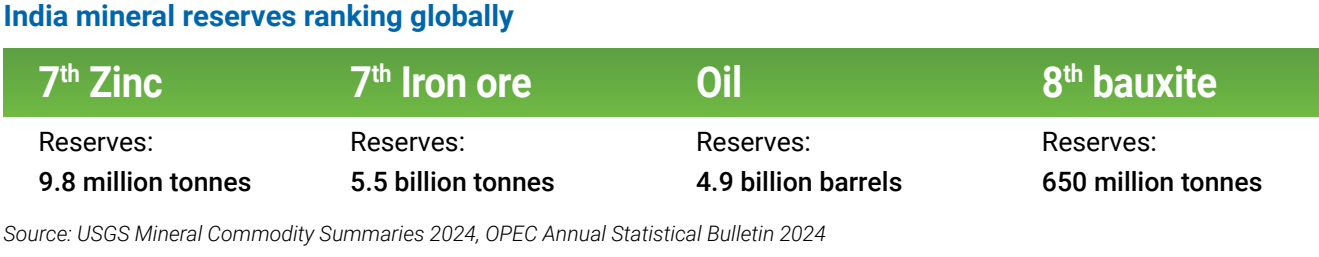 India mineral reserves ranking globally
7th Zinc
7th Iron ore
Oil
8th bauxite
Reserves:
Reserves:
Reserves:
Reserves:
9.8 million tonnes
5.5 billion tonnes
4.9 billion barrels
650 million tonnes
Source: USGS Mineral Commodity Summaries 2024, OPEC Annual Statistical Bulletin 2024